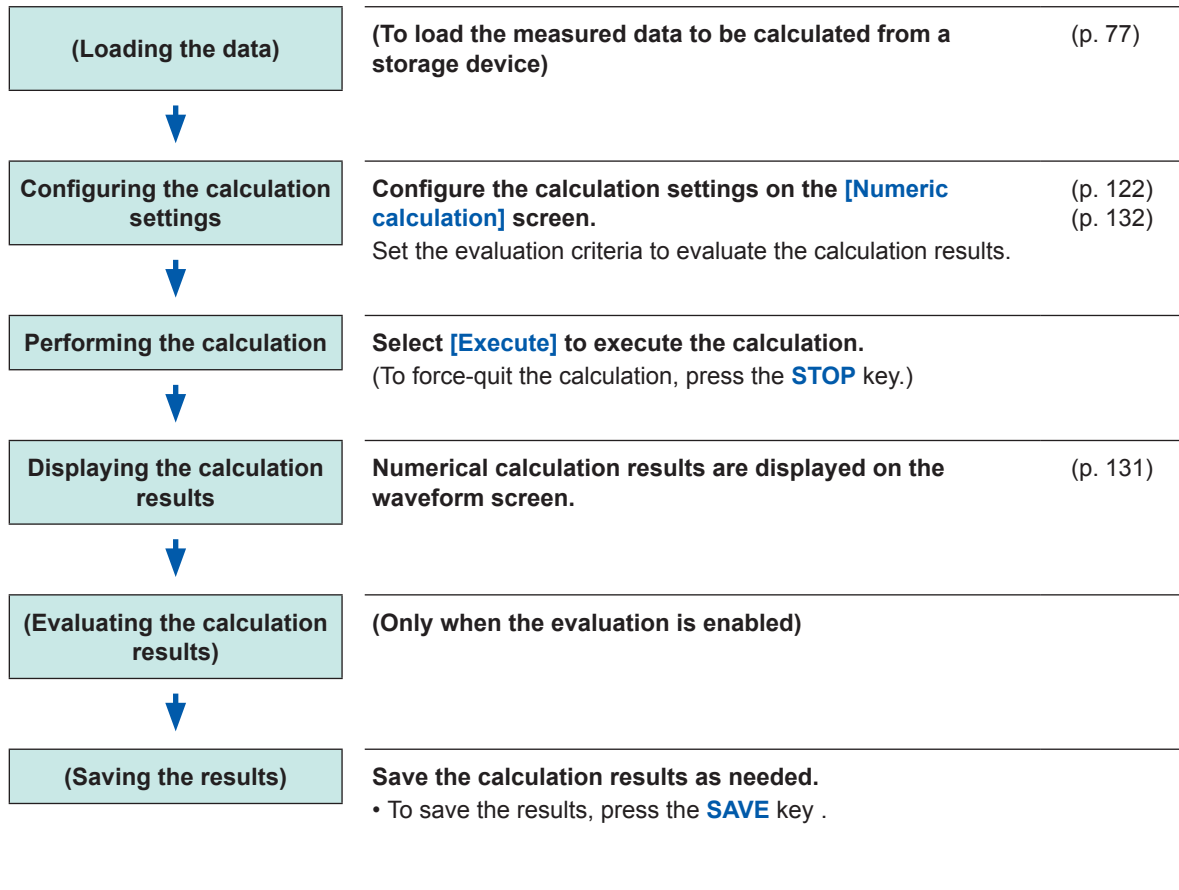 (Loading the data)
(To load the measured data to be calculated from a
storage device)
(p. 77)
Configuring the calculation
settings
Configure the calculation settings on the [Numeric
calculation] screen.
Set the evaluation criteria to evaluate the calculation results.
(p. 122)
(p. 132)
Performing the calculation
Select [Execute] to execute the calculation.
(To force-quit the calculation, press the STOP key.)
Displaying the calculation
results
Numerical calculation results are displayed on the
waveform screen.
(p. 131)
(Evaluating the calculation
results)
(Only when the evaluation is enabled)
(Saving the results)
Save the calculation results as needed.
• To save the results, press the SAVE key .